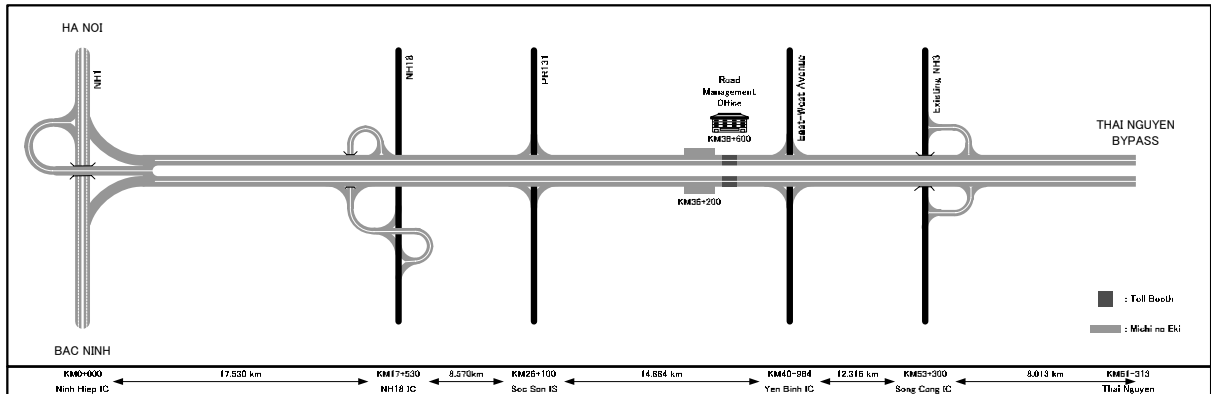 HA NOI
NH1
NH18
PR131
Road
Management
Office
KM38+600
East-West Avenue
Existing NH3
THAI NGUYEN
BYPASS
KM36+200
: Toll Booth
: Michi no Eki
BAC NINH
KM0+000 17.530 km KM17+530 8.570km KM26+100 14.884 km KM40+984 12.316 km KM53+300 8.013 km KM61+313
Ninh Hiep IC NH18 IC Soc Son IS Yen Binh IC Song Cong IC Thai Nguyen